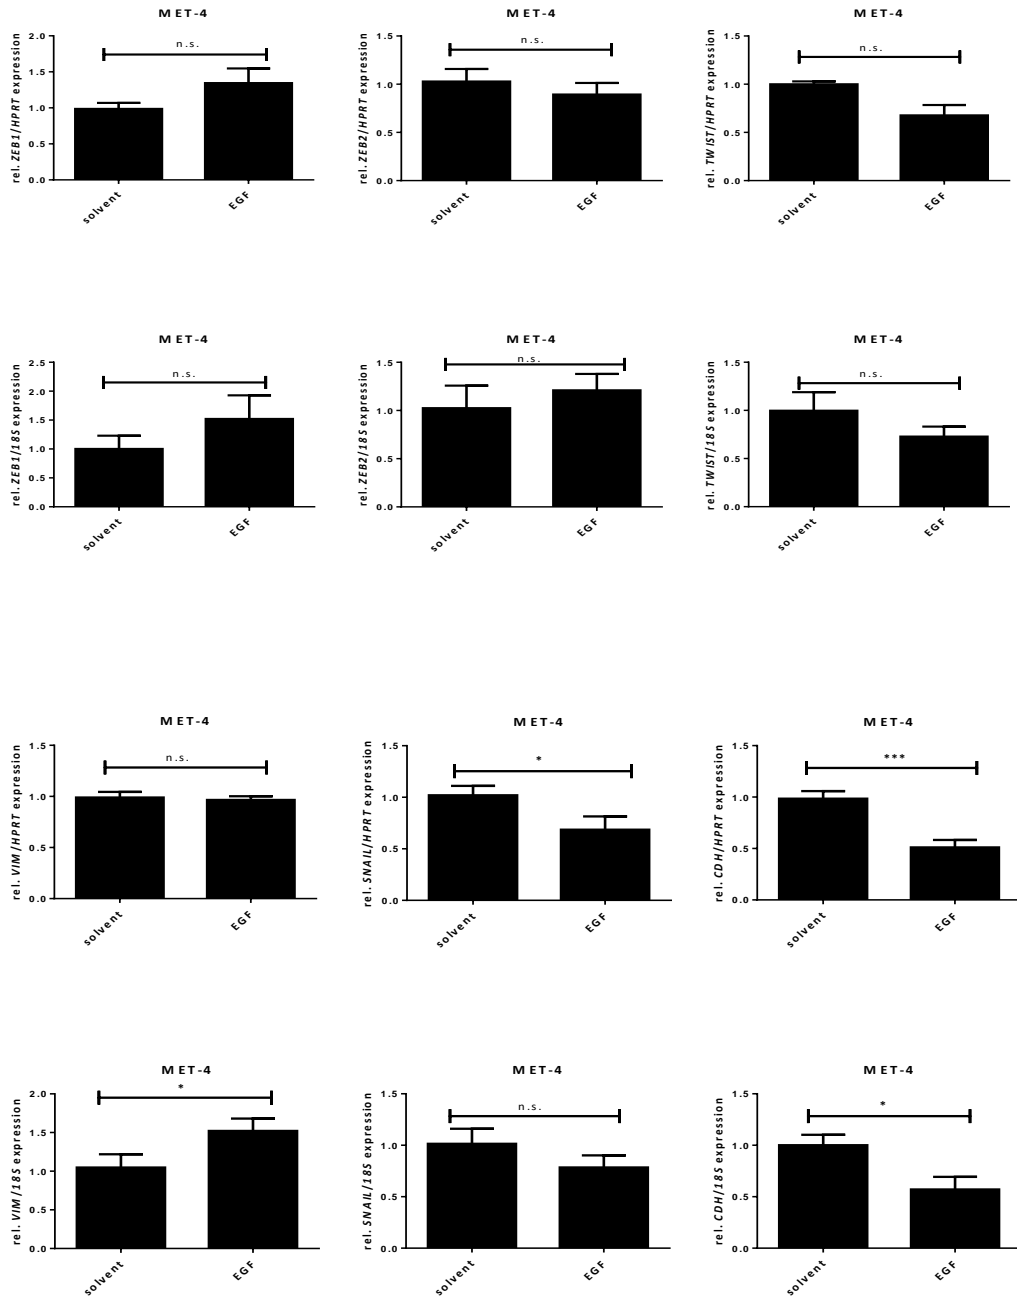 MET-4
rel. ZEB1/HPRT expression
2.0
1.5
1.0
0.5
0.0
n.s.
solvent
EGF
MET-4
rel. ZEB2/HPRT expression
1.5
1.0
0.5
0.0
n.s.
solvent
EGF
MET-4
rel. TWIST/HPRT expression
1.5
1.0
0.5
0.0
n.s.
solvent
EGF
MET-4
rel. ZEB1/18S expression
2.5
2.0
1.5
1.0
0.5
0.0
n.s.
solvent
EGF
MET-4
rel. ZEB2/18S expression
1.5
1.0
0.5
0.0
n.s.
solvent
EGF
MET-4
rel. TWIST/18S expression
1.5
1.0
0.5
0.0
n.s.
solvent
EGF
MET-4
rel. VIM/HPRT expression
1.5
1.0
0.5
0.0
n.s.
solvent
EGF
MET-4
rel. SNAIL/HPRT expression
1.5
1.0
0.5
0.0
*
solvent
EGF
MET-4
rel. CDH/HPRT expression
1.5
1.0
0.5
0.0
***
solvent
EGF
MET-4
rel. VIM/18S expression
2.0
1.5
1.0
0.5
0.0
*
solvent
EGF
MET-4
rel. SNAIL/18S expression
1.5
1.0
0.5
0.0
n.s.
solvent
EGF
MET-4
rel. CDH/18S expression
1.5
1.0
0.5
0.0
*
solvent
EGF